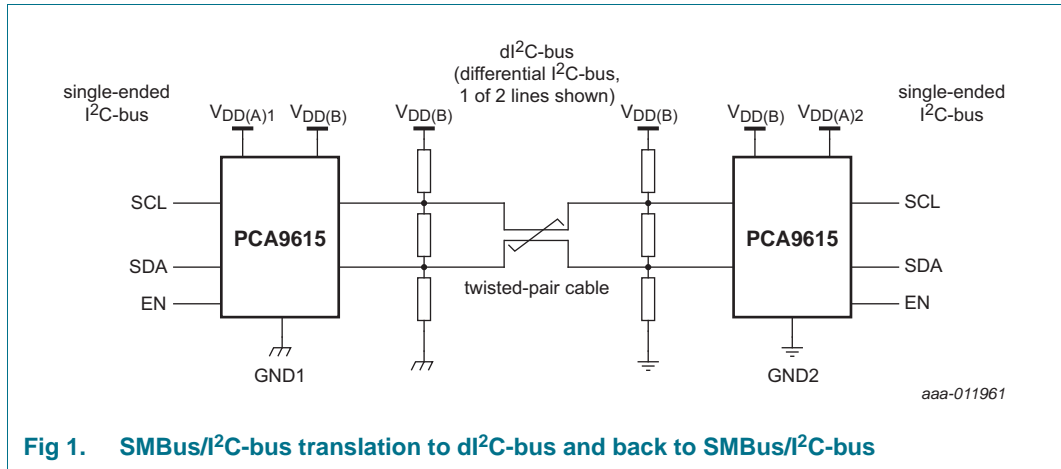 dI²C-bus
(differential I²C-bus,
1 of 2 lines shown)
single-ended
I²C-bus
single-ended
I²C-bus
VDD(A)1
VDD(B)
VDD(B)
VDD(B)
VDD(B)
VDD(A)2
SCL
SDA
EN
PCA9615
twisted-pair cable
PCA9615
SCL
SDA
EN
GND1
GND2
aaa-011961
Fig 1. SMBus/I²C-bus translation to dI²C-bus and back to SMBus/I²C-bus